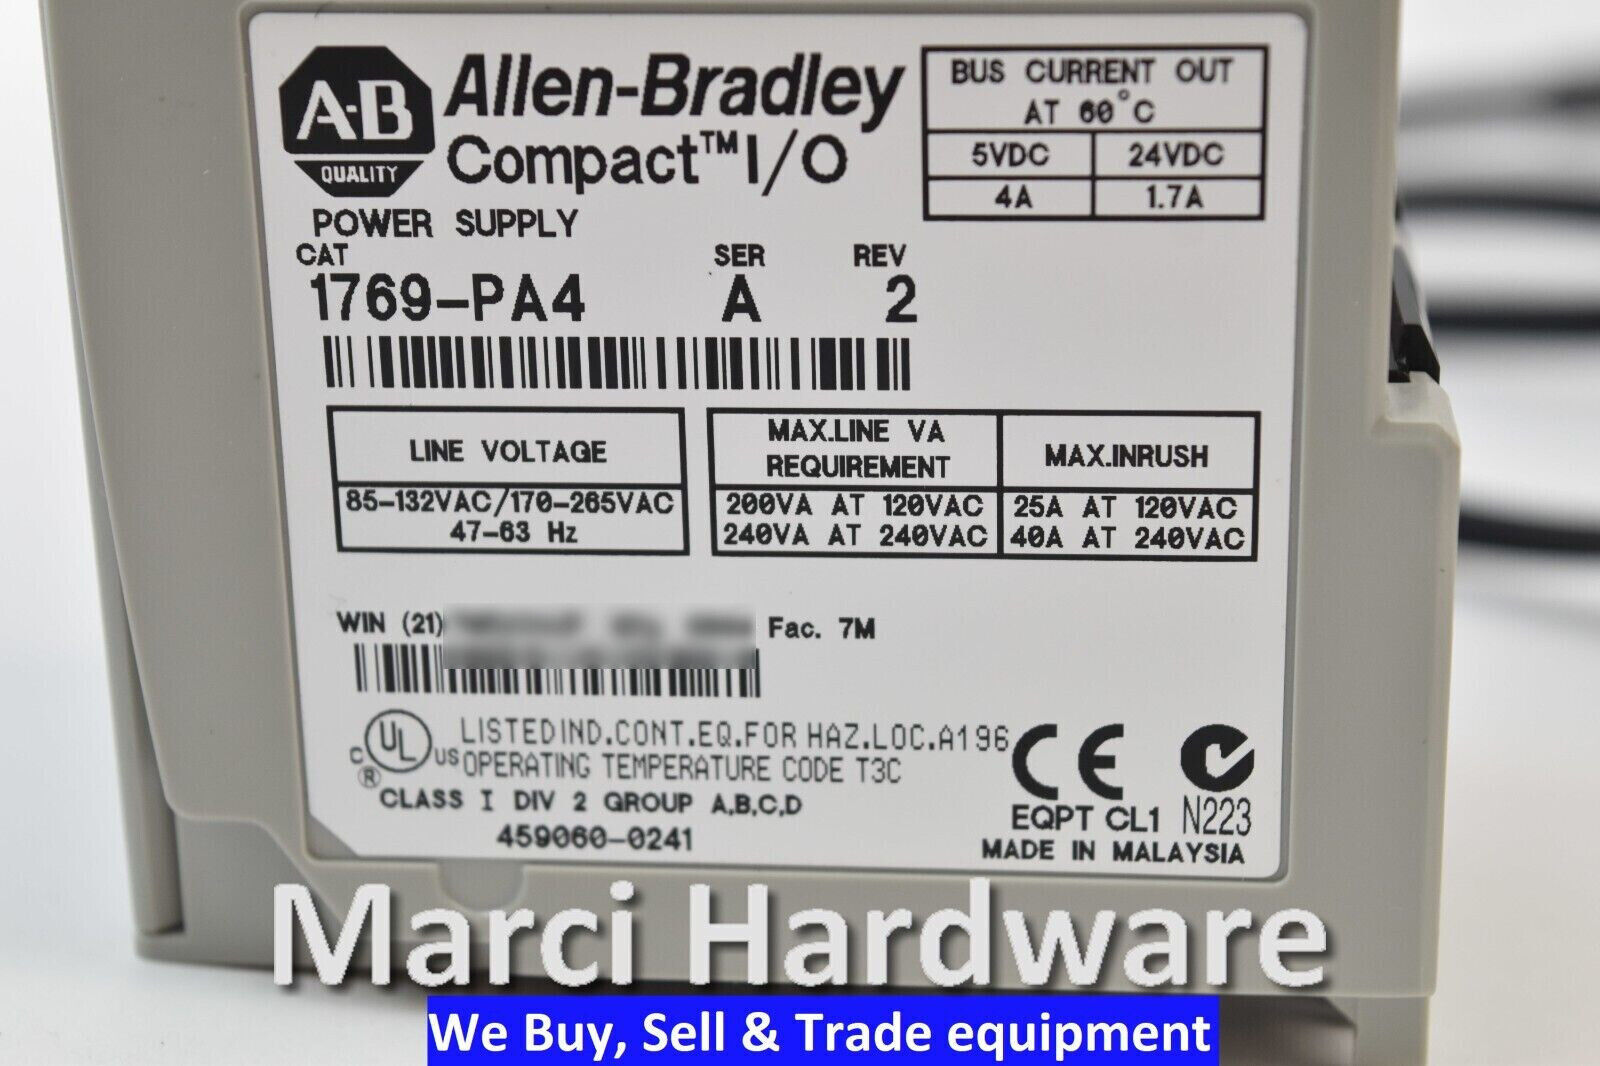 A-B
QUALITY
Allen-Bradley
Compact™ I/O
POWER SUPPLY
BUS CURRENT OUT
AT 60°C
5VDC 24VDC
4A 1.7A
CAT SER REV
1769-PA4 A 2
LINE VOLTAGE
85-132VAC/170-265VAC
47-63 Hz
MAX.LINE VA
REQUIREMENT
200VA AT 120VAC
240VA AT 240VAC
MAX.INRUSH
25A AT 120VAC
40A AT 240VAC
WIN (21) Fac. 7M
C UL US ®
LISTED IND.CONT.EQ.FOR HAZ.LOC.A196
OPERATING TEMPERATURE CODE T3C
CLASS I DIV 2 GROUP A,B,C,D
459060-0241
CE
EQPT CL1 N223
MADE IN MALAYSIA
Marci Hardware
We Buy, Sell & Trade equipment